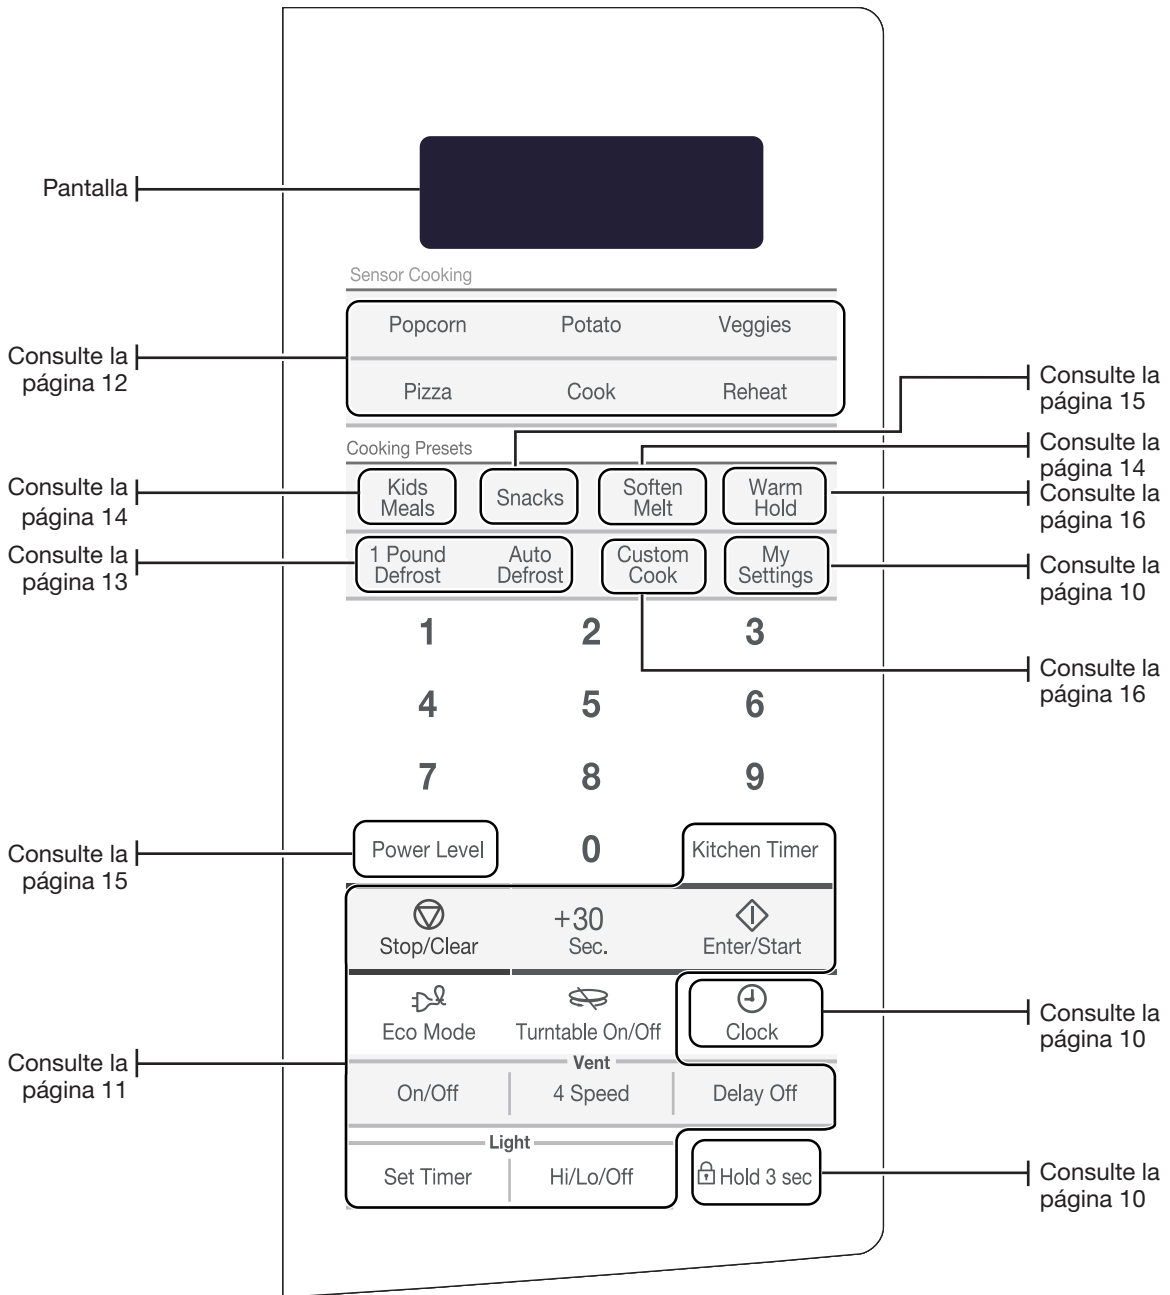 Pantalla
Sensor Cooking
Popcorn Potato Veggies
Consulte la
página 12
Pizza Cook Reheat
Consulte la
página 15
Cooking Presets
Consulte la
página 14
Consulte la
página 14
Kids
Meals
Snacks
Soften
Melt
Warm
Hold
Consulte la
página 16
Consulte la
página 13
1 Pound
Defrost
Auto
Defrost
Custom
Cook
My
Settings
Consulte la
página 10
1 2 3
Consulte la
página 16
4 5 6
7 8 9
Consulte la
página 15
Power Level 0 Kitchen Timer
Stop/Clear
+30
Sec.
Enter/Start
Eco Mode Turntable On/Off Clock
Consulte la
página 10
Consulte la
página 11
Vent
On/Off 4 Speed Delay Off
Light
Set Timer Hi/Lo/Off Hold 3 sec
Consulte la
página 10